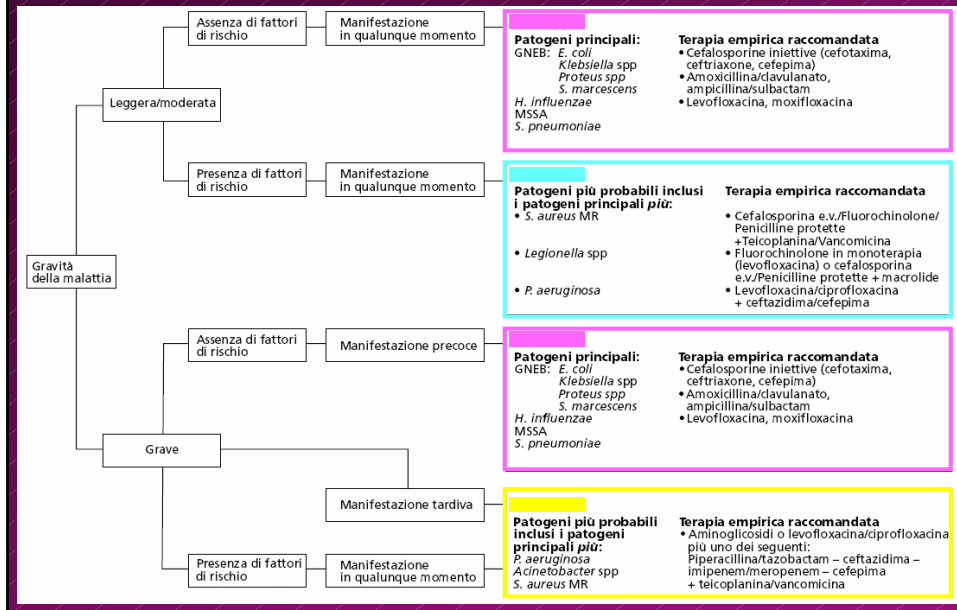 Assenza di fattori
di rischio
Manifestazione
in qualunque momento
Patogeni principali:
GNEB: E. coli
Klebsiella spp
Proteus spp
S. marcescens
H. influenzae
MSSA
S. pneumoniae
Terapia empirica raccomandata
• Cefalosporine iniettive (cefotaxima,
ceftriaxone, cefepima)
• Amoxicillina/clavulanato,
ampicillina/sulbactam
• Levofloxacina, moxifloxacina
Leggera/moderata
Presenza di fattori
di rischio
Manifestazione
in qualunque momento
Patogeni più probabili inclusi
i patogeni principali più:
• S. aureus MR
• Legionella spp
• P. aeruginosa
Terapia empirica raccomandata
• Cefalosporina e.v./Fluorochinolone/
Penicilline protette
+Teicoplanina/Vancomicina
• Fluorochinolone in monoterapia
(levofloxacina) o cefalosporina
e.v./Penicilline protette + macrolide
• Levofloxacina/ciprofloxacina
+ ceftazidima/cefepima
Gravità
della malattia
Assenza di fattori
di rischio
Manifestazione precoce
Patogeni principali:
GNEB: E. coli
Klebsiella spp
Proteus spp
S. marcescens
H. influenzae
MSSA
S. pneumoniae
Terapia empirica raccomandata
• Cefalosporine iniettive (cefotaxima,
ceftriaxone, cefepima)
• Amoxicillina/clavulanato,
ampicillina/sulbactam
• Levofloxacina, moxifloxacina
Grave
Manifestazione tardiva
Presenza di fattori
di rischio
Manifestazione
in qualunque momento
Patogeni più probabili
inclusi i patogeni
principali più:
P. aeruginosa
Acinetobacter spp
S. aureus MR
Terapia empirica raccomandata
• Aminoglicosidi o levofloxacina/ciprofloxacina
più uno dei seguenti:
Piperacillina/tazobactam – ceftazidima –
imipenem/meropenem – cefepima
+ teicoplanina/vancomicina